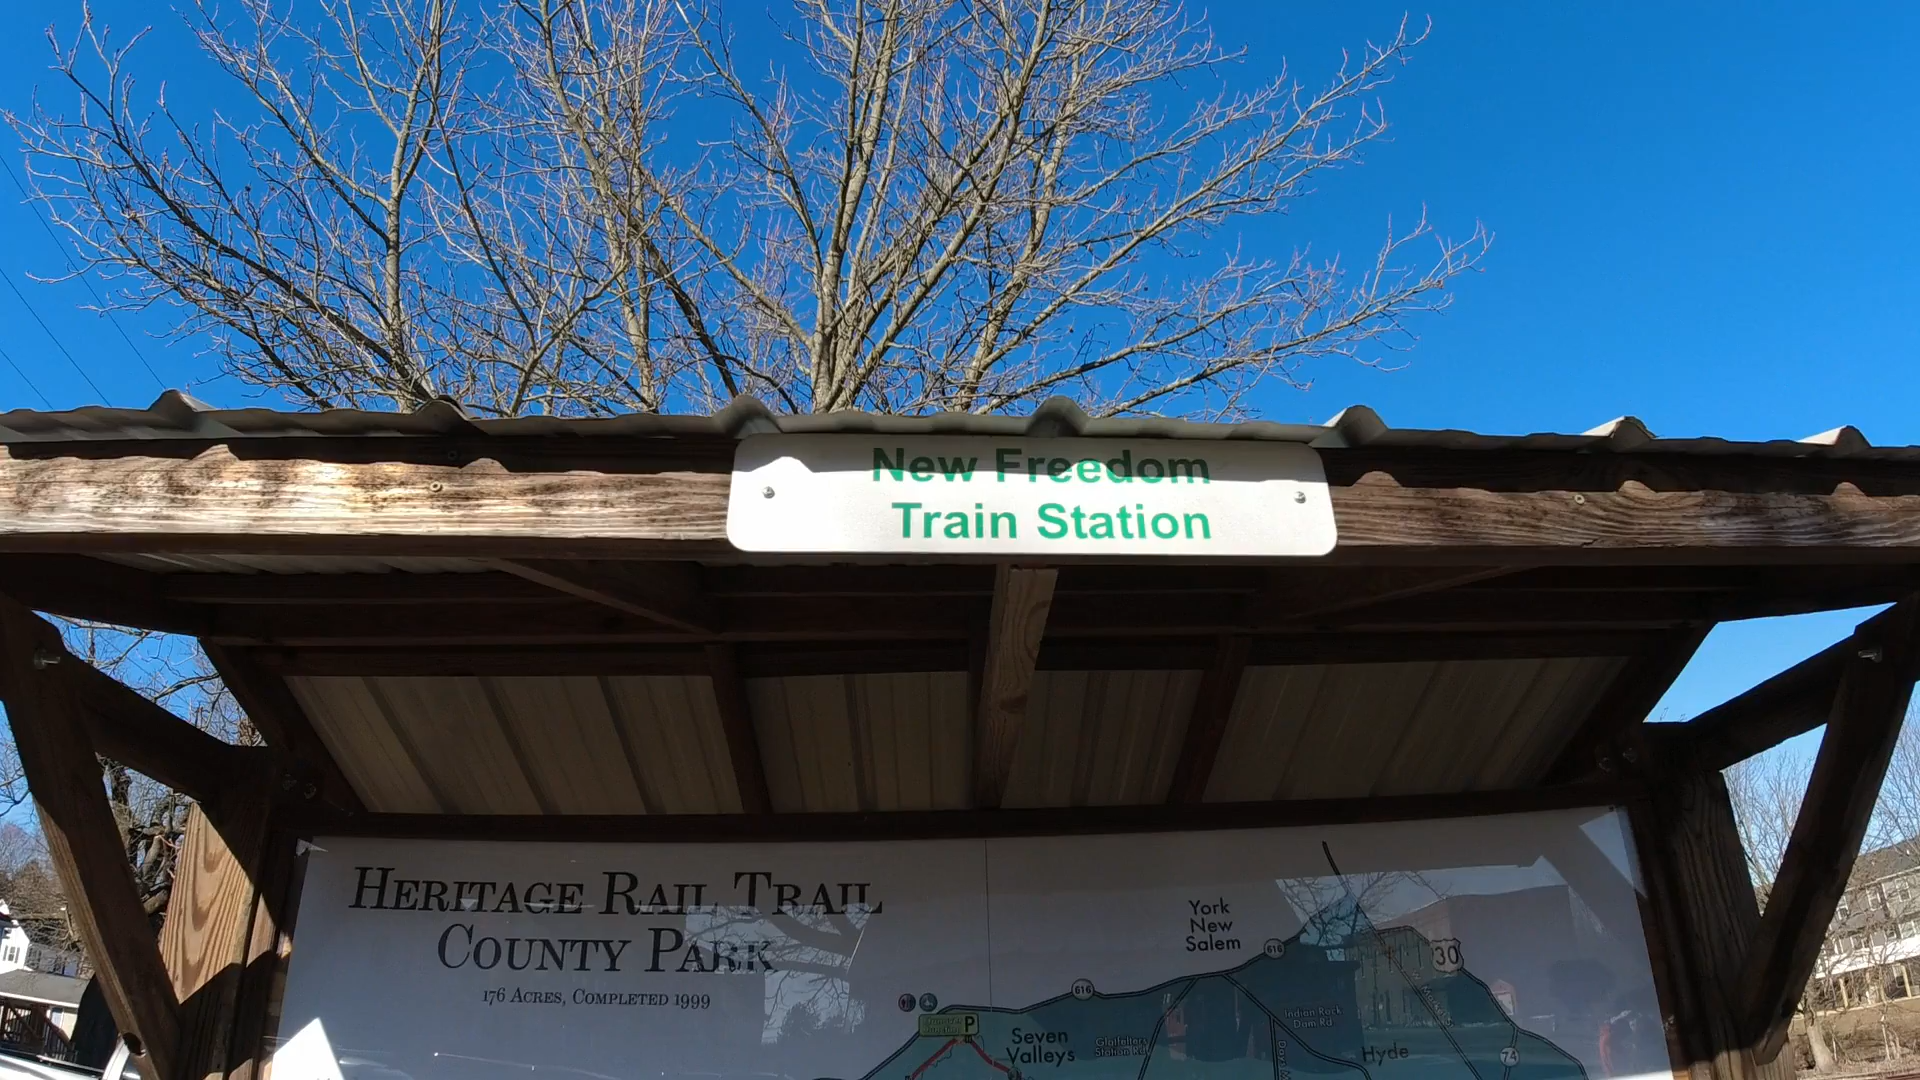 New Freedom
Train Station
HERITAGE RAIL TRAIL
COUNTY PARK
176 ACRES, COMPLETED 1999
York
New
Salem
616
30
616
P
Seven
Valleys
Glatfelters
Station Rd
Indian Rock
Dam Rd
Hyde
74